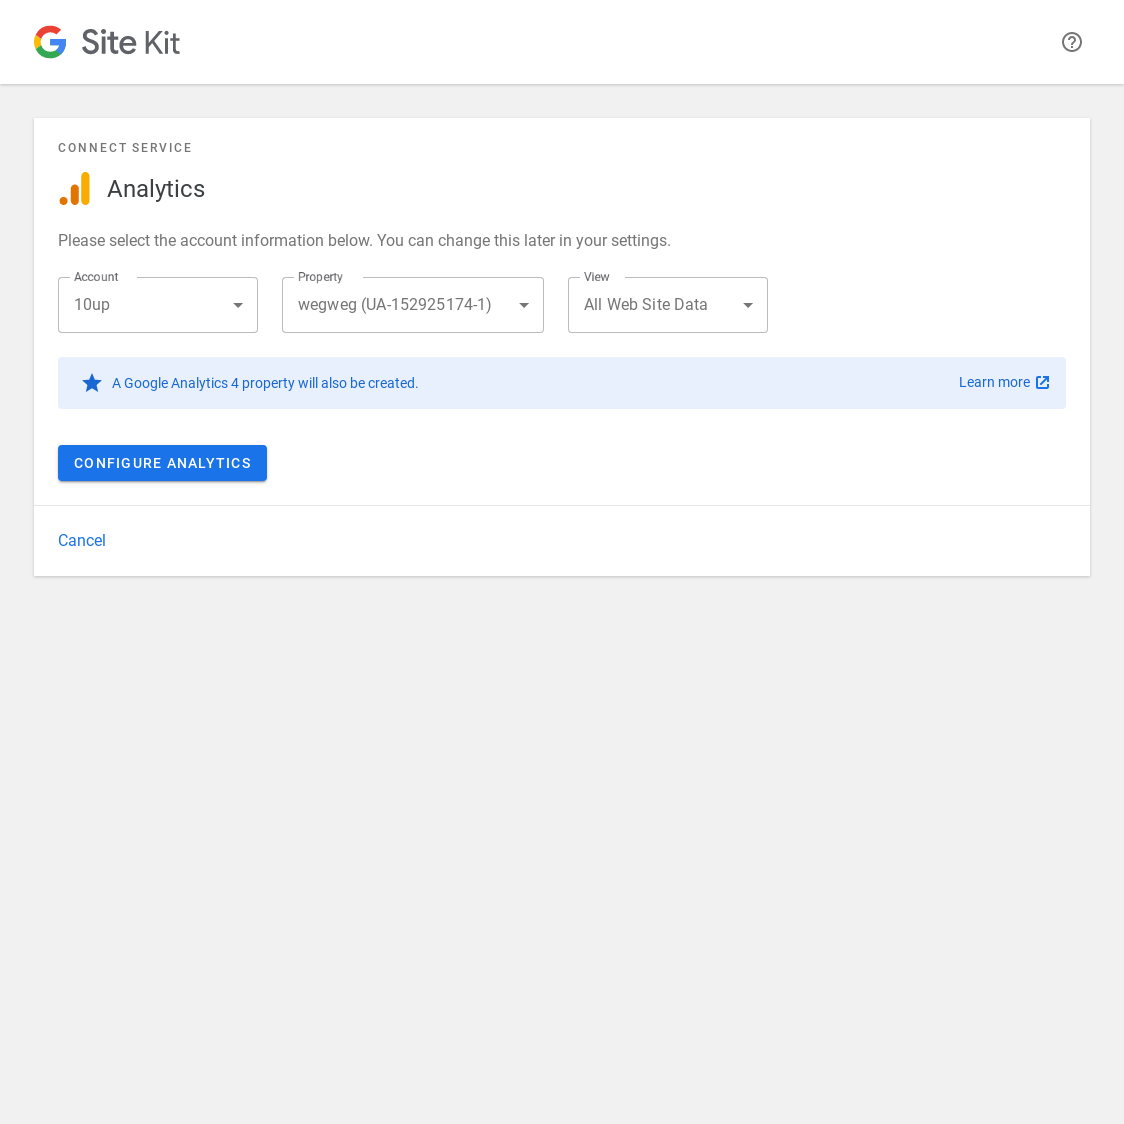 Site Kit
CONNECT SERVICE
Analytics
Please select the account information below. You can change this later in your settings.
Account Property View
10up wegweg (UA-152925174-1) All Web Site Data
A Google Analytics 4 property will also be created. Learn more
CONFIGURE ANALYTICS
Cancel